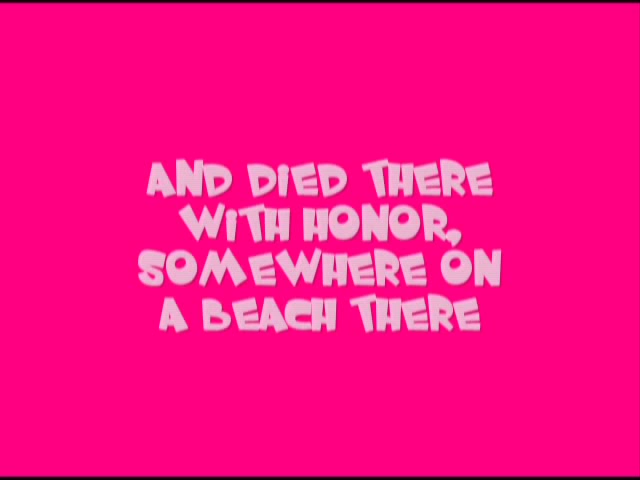 AND DiED THERE
WiTH HONOR,
SOMEWHERE ON
A BEACH THERE